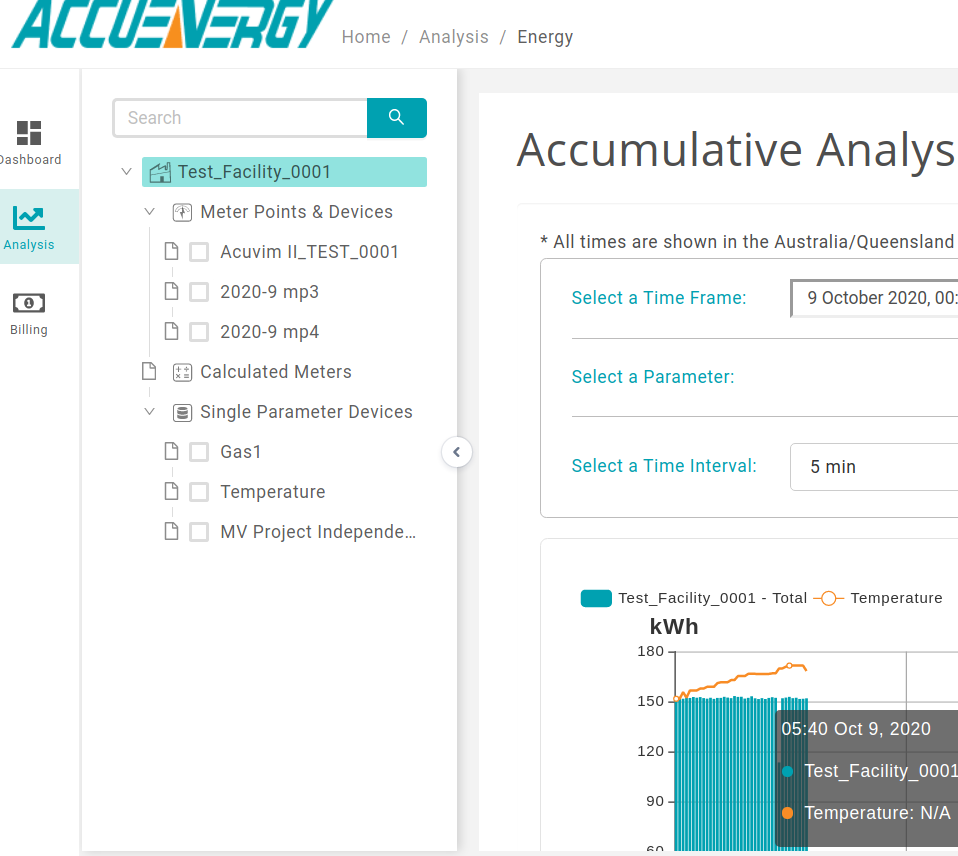 ACCUENERGY
Home / Analysis / Energy
Dashboard
Analysis
Billing
Search
Test_Facility_0001
Meter Points & Devices
Acuvim II_TEST_0001
2020-9 mp3
2020-9 mp4
Calculated Meters
Single Parameter Devices
Gas1
Temperature
MV Project Independe...
Accumulative Analys
* All times are shown in the Australia/Queensland
Select a Time Frame:
9 October 2020, 00:
Select a Parameter:
Select a Time Interval:
5 min
Test_Facility_0001 - Total
Temperature
kWh
180
150
120
90
60
05:40 Oct 9, 2020
Test_Facility_0001
Temperature: N/A